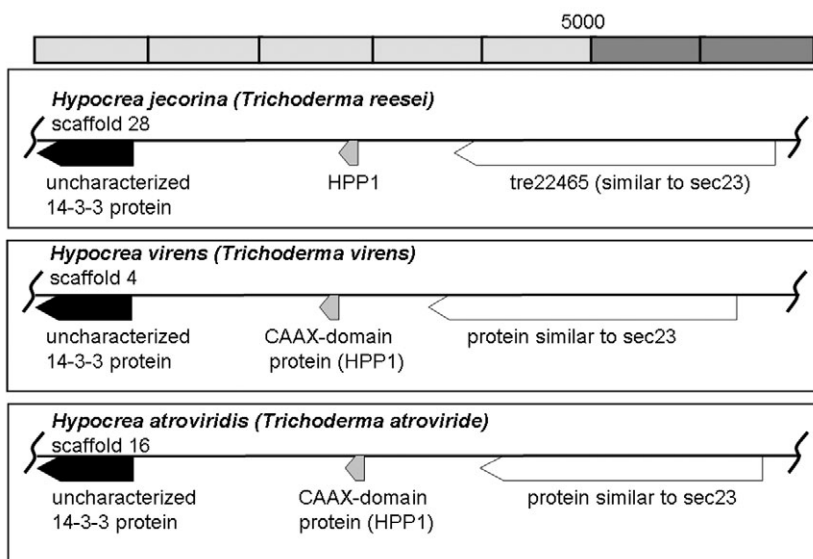 5000
Hypocrea jecorina (Trichoderma reesei)
scaffold 28
uncharacterized
14-3-3 protein
HPP1
tre22465 (similar to sec23)
Hypocrea virens (Trichoderma virens)
scaffold 4
uncharacterized
14-3-3 protein
CAAX-domain
protein (HPP1)
protein similar to sec23
Hypocrea atroviridis (Trichoderma atroviride)
scaffold 16
uncharacterized
14-3-3 protein
CAAX-domain
protein (HPP1)
protein similar to sec23